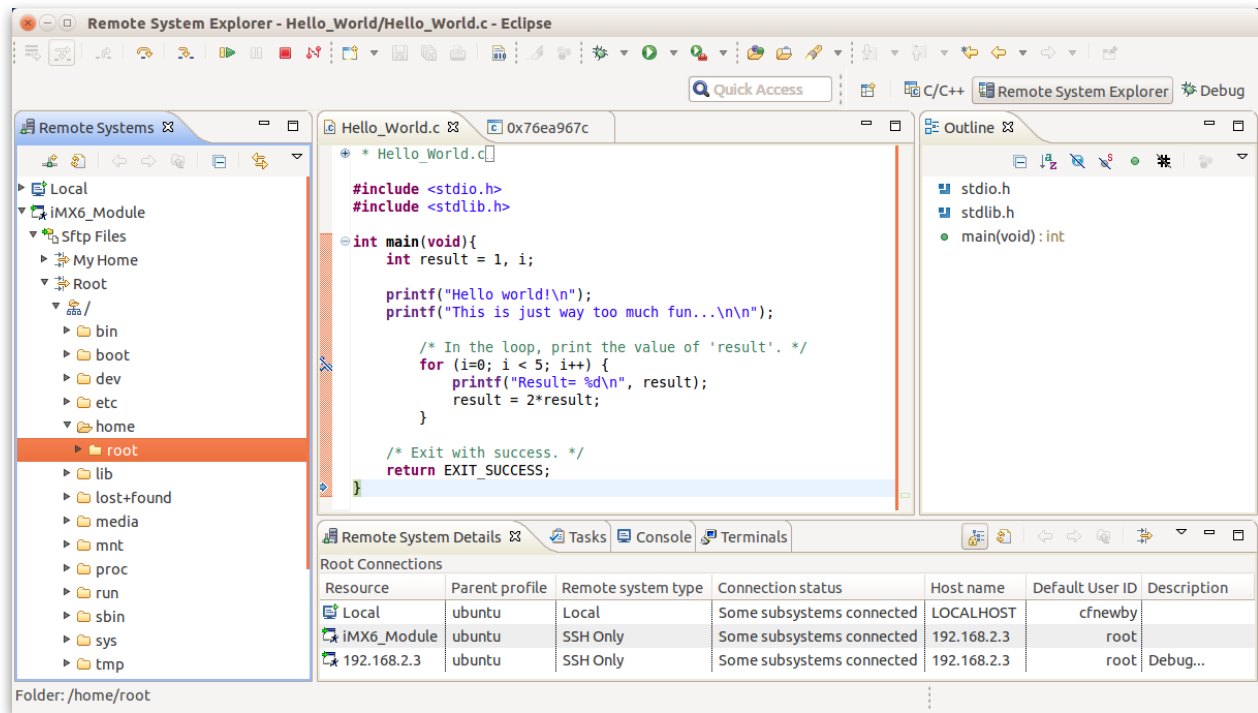 Remote System Explorer - Hello_World/Hello_World.c - Eclipse
Quick Access
C/C++ Remote System Explorer Debug
Remote Systems
Local
iMX6_Module
Sftp Files
My Home
Root
/
bin
boot
dev
etc
home
root
lib
lost+found
media
mnt
proc
run
sbin
sys
tmp
Hello_World.c 0x76ea967c
* Hello_World.c
#include <stdio.h>
#include <stdlib.h>
int main(void){
int result = 1, i;
printf("Hello world!\n");
printf("This is just way too much fun...\n\n");
/* In the loop, print the value of 'result'. */
for (i=0; i < 5; i++) {
printf("Result= %d\n", result);
result = 2*result;
}
/* Exit with success. */
return EXIT_SUCCESS;
}
Outline
stdio.h
stdlib.h
main(void) : int
Remote System Details Tasks Console Terminals
Root Connections
Resource Parent profile Remote system type Connection status Host name Default User ID Description
Local ubuntu Local Some subsystems connected LOCALHOST cfnewby
iMX6_Module ubuntu SSH Only Some subsystems connected 192.168.2.3 root
192.168.2.3 ubuntu SSH Only Some subsystems connected 192.168.2.3 root Debug...
Folder: /home/root